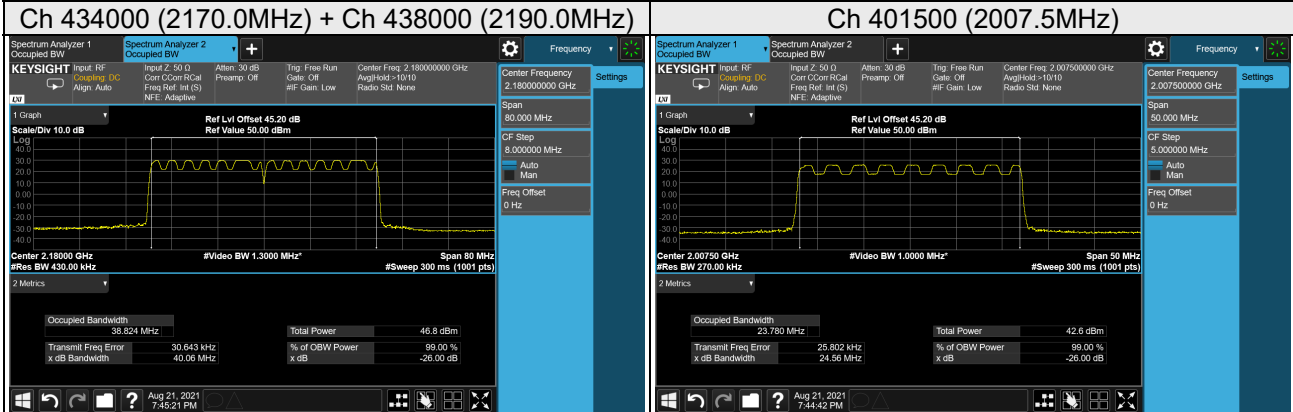 Ch 434000 (2170.0MHz) + Ch 438000 (2190.0MHz)
Spectrum Analyzer 1
Occupied BW
Spectrum Analyzer 2
Occupied BW
Frequency
KEYSIGHT
Input: RF
Coupling: DC
Align: Auto
Input Z: 50 Ω
Corr CCorr RCal
Freq Ref: Int (S)
NFE: Adaptive
Atten: 30 dB
Preamp: Off
Trig: Free Run
Gate: Off
#IF Gain: Low
Center Freq: 2.180000000 GHz
Avg|Hold:>10/10
Radio Std: None
LXI
Center Frequency
2.180000000 GHz
Settings
Span
80.000 MHz
CF Step
8.000000 MHz
Auto
Man
Freq Offset
0 Hz
1 Graph
Scale/Div 10.0 dB
Ref Lvl Offset 45.20 dB
Ref Value 50.00 dBm
Log
40.0
30.0
20.0
10.0
0.00
-10.0
-20.0
-30.0
-40.0
Center 2.18000 GHz
#Res BW 430.00 kHz
#Video BW 1.3000 MHz*
Span 80 MHz
#Sweep 300 ms (1001 pts)
2 Metrics
Occupied Bandwidth
38.824 MHz
Total Power 46.8 dBm
Transmit Freq Error 30.643 kHz
% of OBW Power 99.00 %
x dB Bandwidth 40.06 MHz
x dB -26.00 dB
?
Aug 21, 2021
7:45:21 PM
Ch 401500 (2007.5MHz)
Spectrum Analyzer 1
Occupied BW
Spectrum Analyzer 2
Occupied BW
Frequency
KEYSIGHT
Input: RF
Coupling: DC
Align: Auto
Input Z: 50 Ω
Corr CCorr RCal
Freq Ref: Int (S)
NFE: Adaptive
Atten: 30 dB
Preamp: Off
Trig: Free Run
Gate: Off
#IF Gain: Low
Center Freq: 2.007500000 GHz
Avg|Hold:>10/10
Radio Std: None
LXI
Center Frequency
2.007500000 GHz
Settings
Span
50.000 MHz
CF Step
5.000000 MHz
Auto
Man
Freq Offset
0 Hz
1 Graph
Scale/Div 10.0 dB
Ref Lvl Offset 45.20 dB
Ref Value 50.00 dBm
Log
40.0
30.0
20.0
10.0
0.00
-10.0
-20.0
-30.0
-40.0
Center 2.00750 GHz
#Res BW 270.00 kHz
#Video BW 1.0000 MHz*
Span 50 MHz
#Sweep 300 ms (1001 pts)
2 Metrics
Occupied Bandwidth
23.780 MHz
Total Power 42.6 dBm
Transmit Freq Error 25.802 kHz
% of OBW Power 99.00 %
x dB Bandwidth 24.56 MHz
x dB -26.00 dB
?
Aug 21, 2021
7:44:42 PM